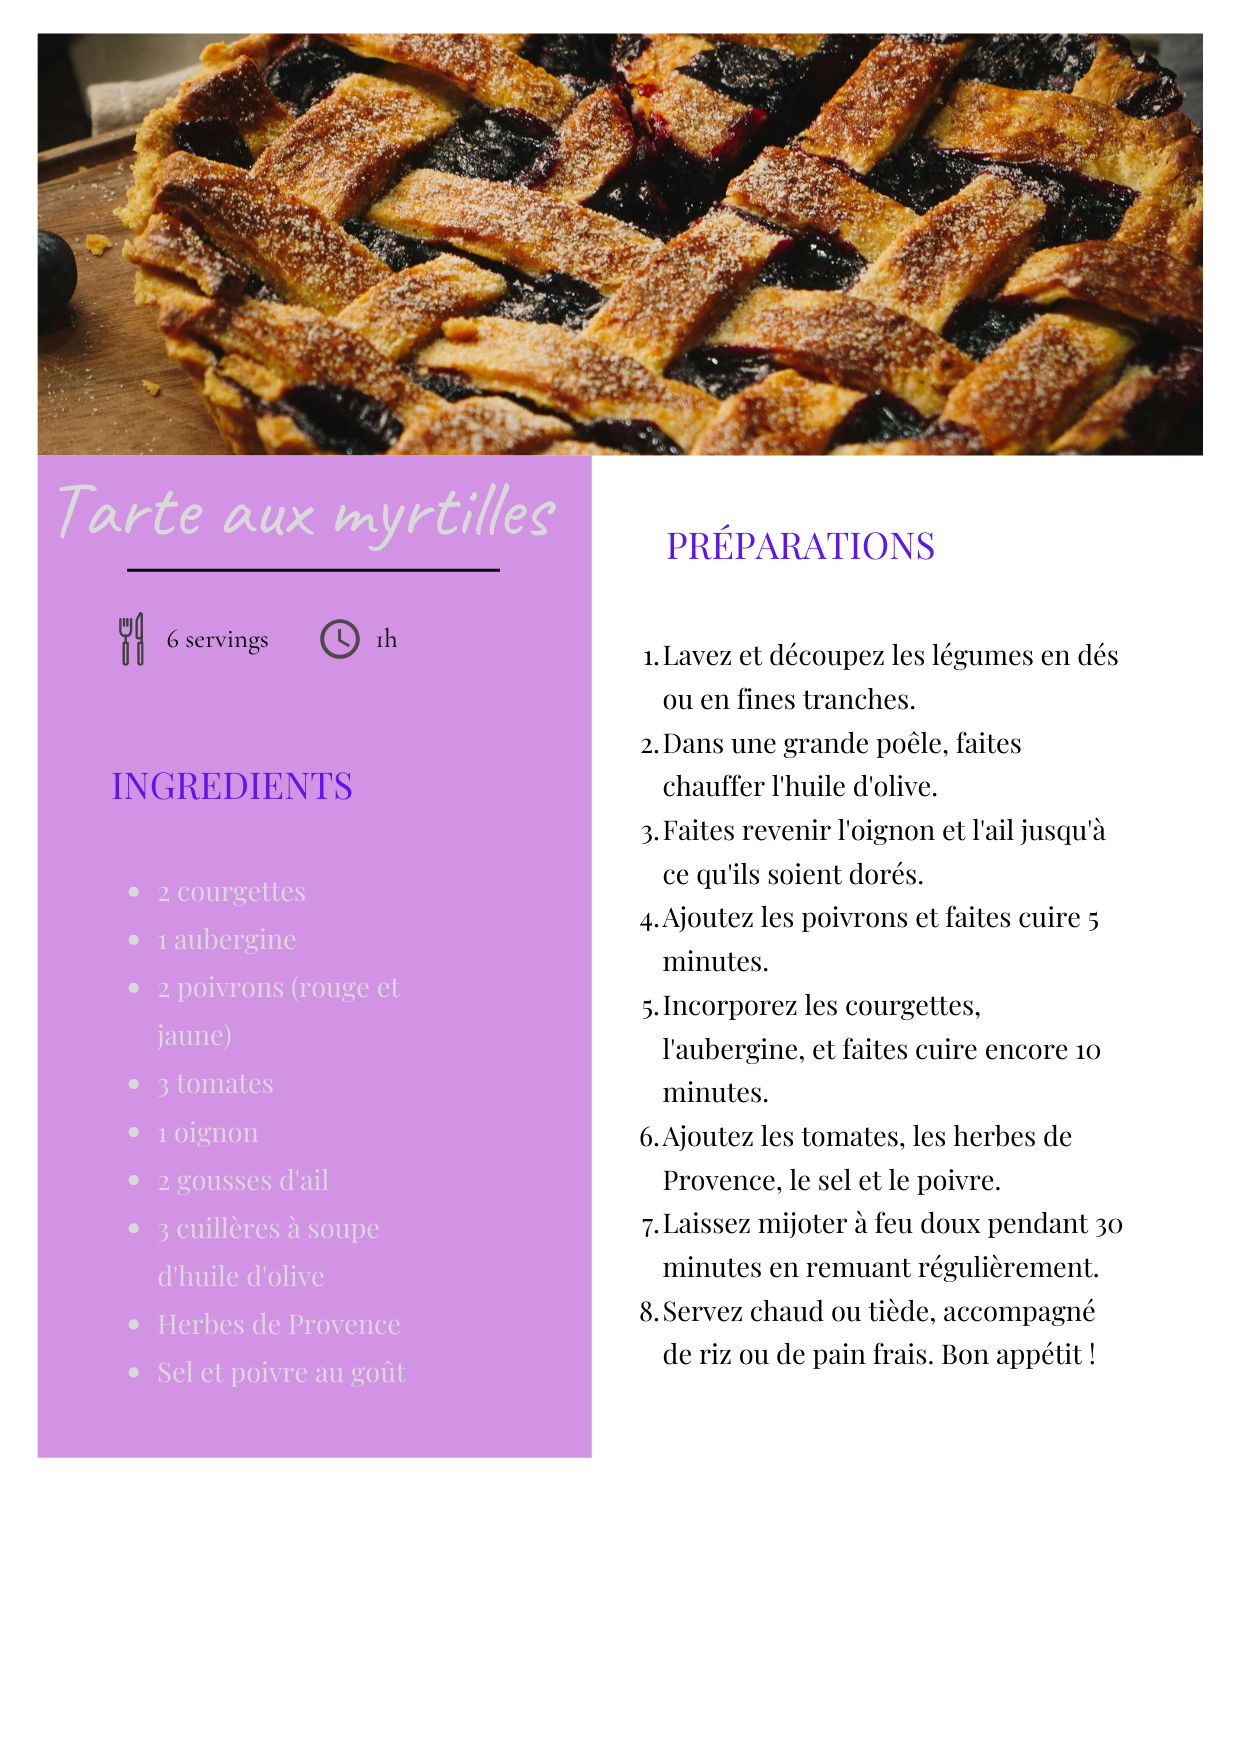 Tarte aux myrtilles
6 servings
1h
INGREDIENTS
• 2 courgettes
• 1 aubergine
• 2 poivrons (rouge et
jaune)
• 3 tomates
• 1 oignon
• 2 gousses d'ail
• 3 cuillères à soupe
d'huile d'olive
• Herbes de Provence
• Sel et poivre au goût
PRÉPARATIONS
1. Lavez et découpez les légumes en dés
ou en fines tranches.
2. Dans une grande poêle, faites
chauffer l'huile d'olive.
3. Faites revenir l'oignon et l'ail jusqu'à
ce qu'ils soient dorés.
4. Ajoutez les poivrons et faites cuire 5
minutes.
5. Incorporez les courgettes,
l'aubergine, et faites cuire encore 10
minutes.
6. Ajoutez les tomates, les herbes de
Provence, le sel et le poivre.
7. Laissez mijoter à feu doux pendant 30
minutes en remuant régulièrement.
8. Servez chaud ou tiède, accompagné
de riz ou de pain frais. Bon appétit !